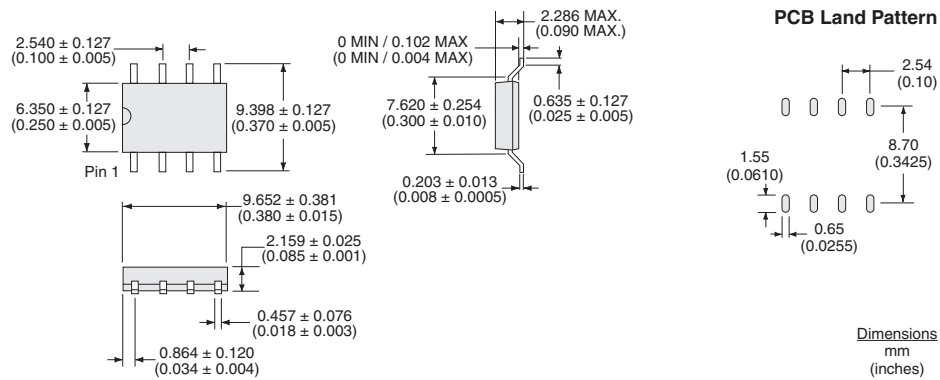 2.540 ± 0.127
(0.100 ± 0.005)
6.350 ± 0.127
(0.250 ± 0.005)
9.398 ± 0.127
(0.370 ± 0.005)
Pin 1
9.652 ± 0.381
(0.380 ± 0.015)
2.159 ± 0.025
(0.085 ± 0.001)
0.457 ± 0.076
(0.018 ± 0.003)
0.864 ± 0.120
(0.034 ± 0.004)
2.286 MAX.
(0.090 MAX.)
0 MIN / 0.102 MAX
(0 MIN / 0.004 MAX)
7.620 ± 0.254
(0.300 ± 0.010)
0.635 ± 0.127
(0.025 ± 0.005)
0.203 ± 0.013
(0.008 ± 0.0005)
PCB Land Pattern
2.54
(0.10)
8.70
(0.3425)
1.55
(0.0610)
0.65
(0.0255)
Dimensions
mm
(inches)